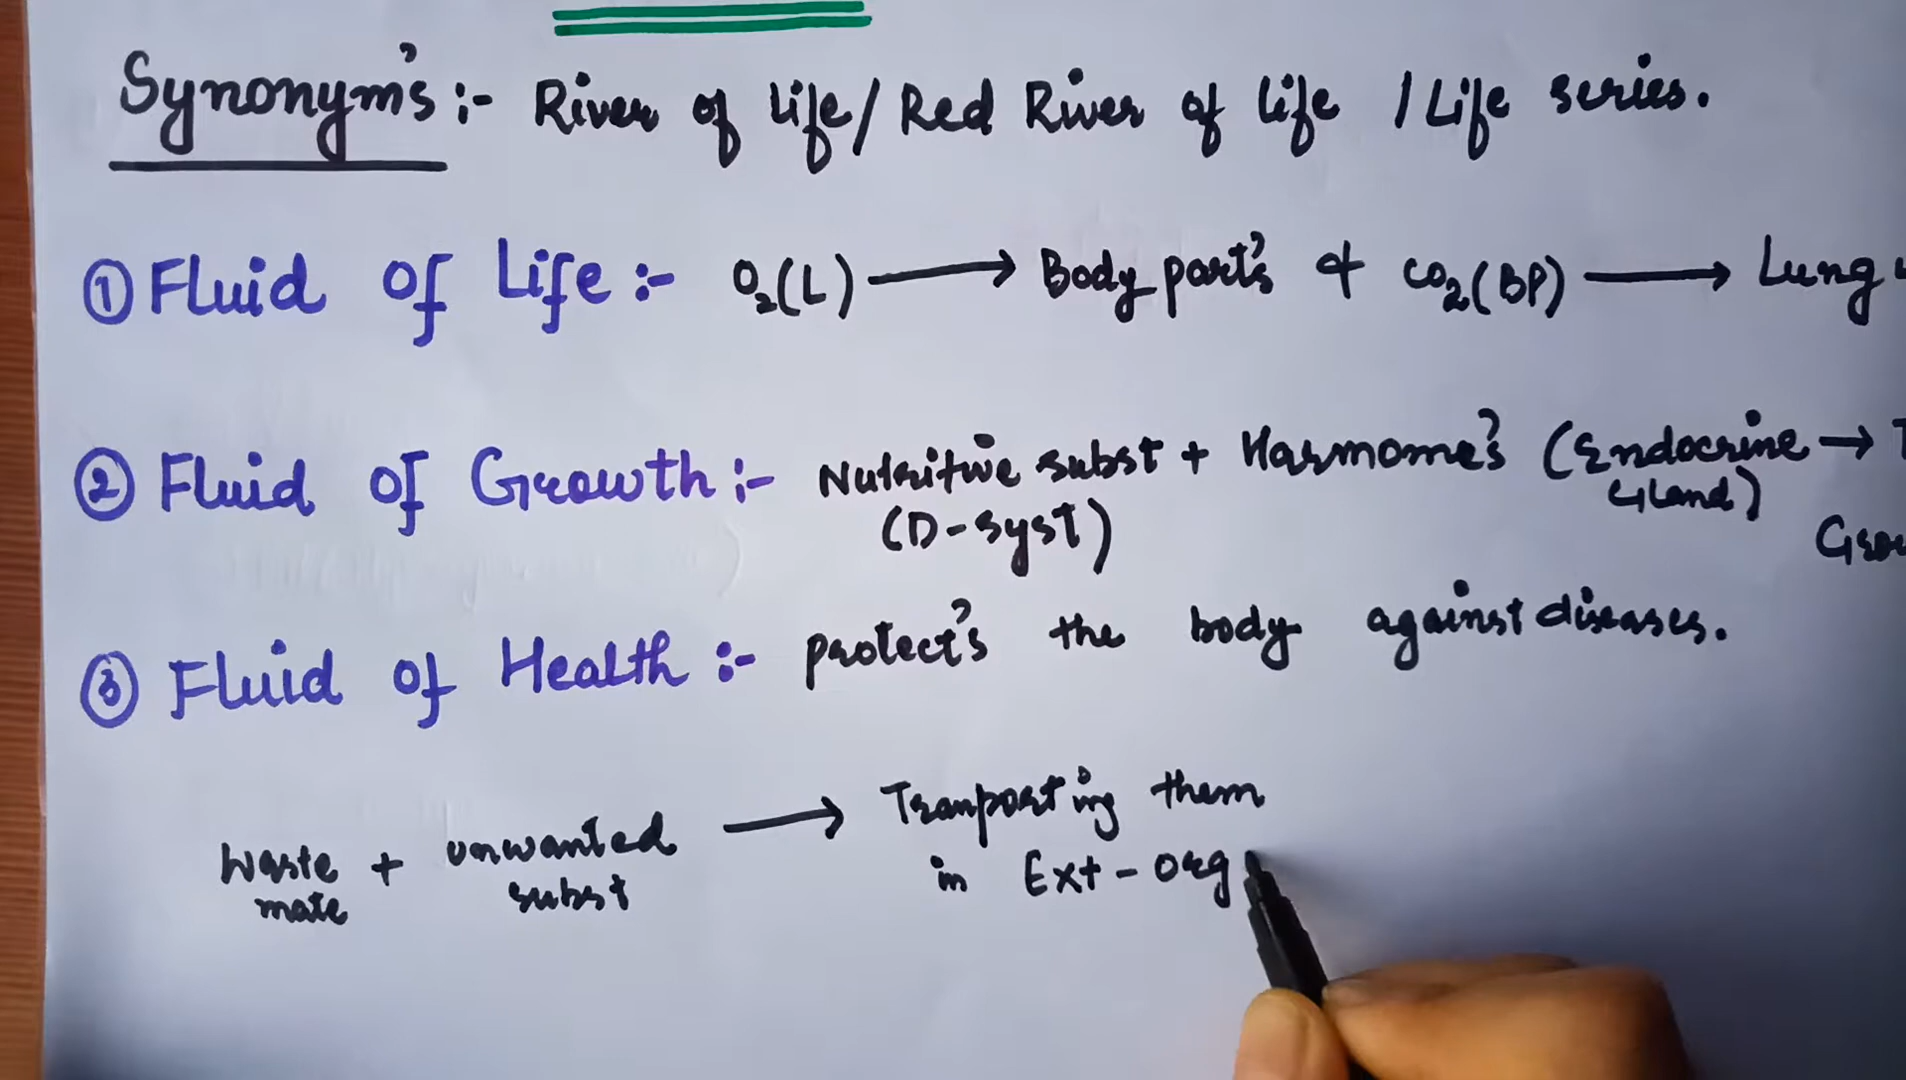 Synonym's :- River of life / Red River of life / Life series.
① Fluid of Life :- O₂(L) → Body part's & CO₂(BP) → Lung
② Fluid of Growth :- Nutritive subst + Harmome's (Endocrine →
(D-syst) Gland)
③ Fluid of Health :- protect's the body against diseases.
Waste + unwanted → Tranporting them
mate subst in Ext - org